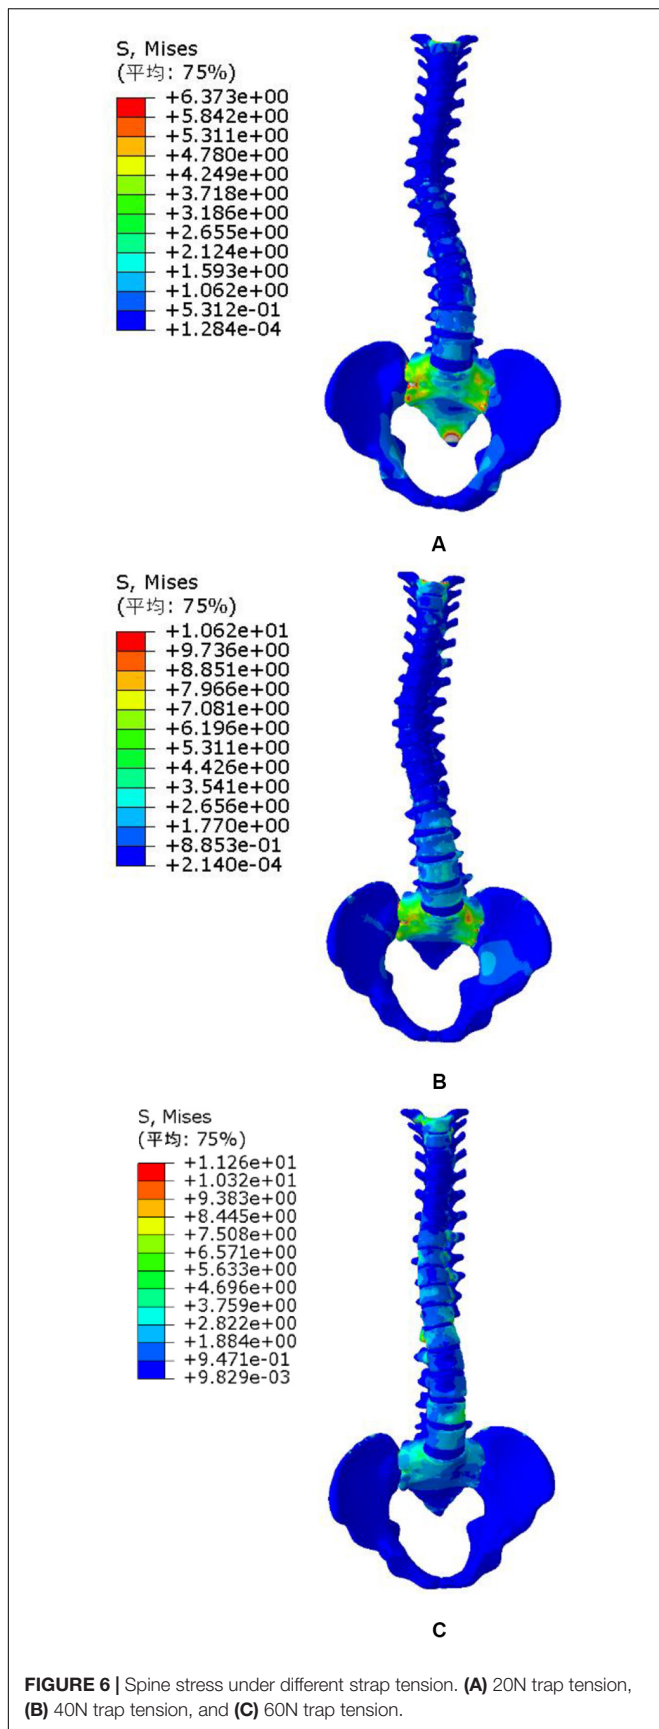 S, Mises
(平均: 75%)
+6.373e+00
+5.842e+00
+5.311e+00
+4.780e+00
+4.249e+00
+3.718e+00
+3.186e+00
+2.655e+00
+2.124e+00
+1.593e+00
+1.062e+00
+5.312e-01
+1.284e-04
A
S, Mises
(平均: 75%)
+1.062e+01
+9.736e+00
+8.851e+00
+7.966e+00
+7.081e+00
+6.196e+00
+5.311e+00
+4.426e+00
+3.541e+00
+2.656e+00
+1.770e+00
+8.853e-01
+2.140e-04
B
S, Mises
(平均: 75%)
+1.126e+01
+1.032e+01
+9.383e+00
+8.445e+00
+7.508e+00
+6.571e+00
+5.633e+00
+4.696e+00
+3.759e+00
+2.822e+00
+1.884e+00
+9.471e-01
+9.829e-03
C
FIGURE 6 | Spine stress under different strap tension. (A) 20N trap tension,
(B) 40N trap tension, and (C) 60N trap tension.